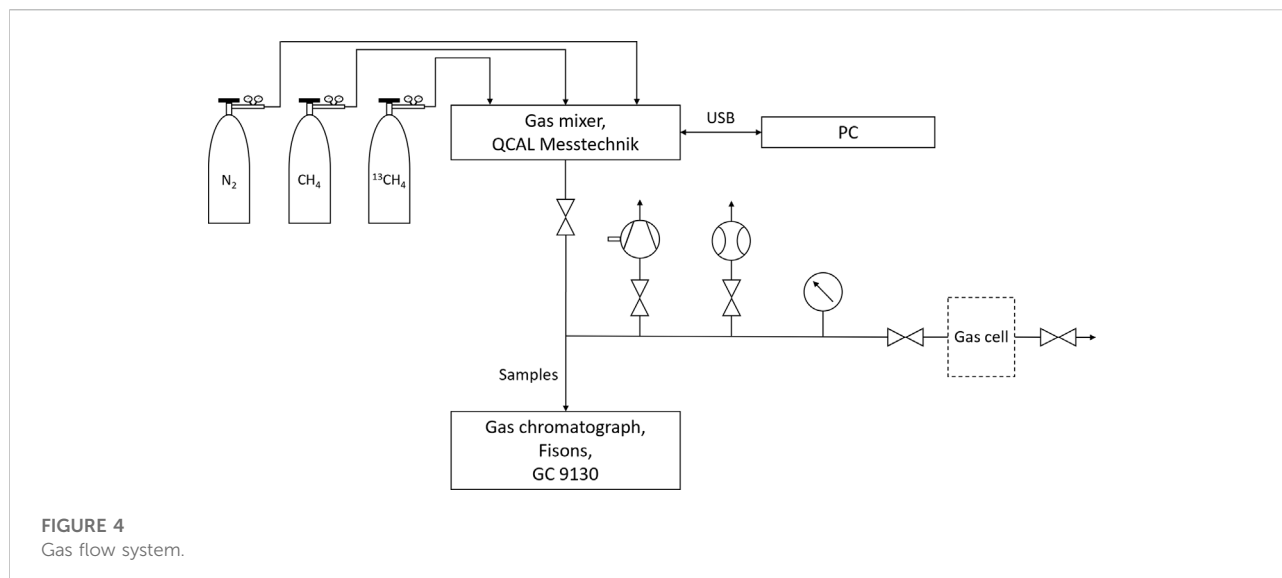 Gas mixer,
QCAL Messtechnik
USB
PC
N₂
CH₄
¹³CH₄
Gas cell
Samples
Gas chromatograph,
Fisons,
GC 9130
FIGURE 4
Gas flow system.